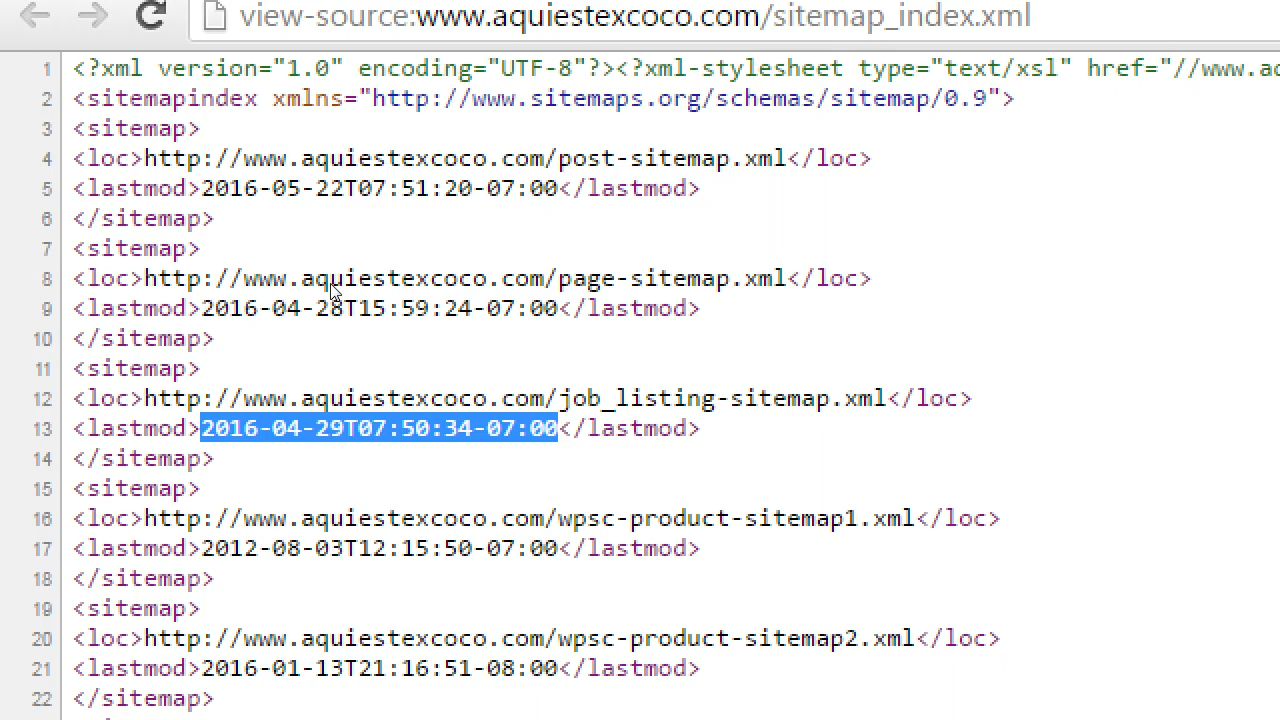 view-source:www.aquiestexcoco.com/sitemap_index.xml
1 <?xml version="1.0" encoding="UTF-8"?><?xml-stylesheet type="text/xsl" href="//www.ac
2 <sitemapindex xmlns="http://www.sitemaps.org/schemas/sitemap/0.9">
3 <sitemap>
4 <loc>http://www.aquiestexcoco.com/post-sitemap.xml</loc>
5 <lastmod>2016-05-22T07:51:20-07:00</lastmod>
6 </sitemap>
7 <sitemap>
8 <loc>http://www.aquiestexcoco.com/page-sitemap.xml</loc>
9 <lastmod>2016-04-28T15:59:24-07:00</lastmod>
10 </sitemap>
11 <sitemap>
12 <loc>http://www.aquiestexcoco.com/job_listing-sitemap.xml</loc>
13 <lastmod>2016-04-29T07:50:34-07:00</lastmod>
14 </sitemap>
15 <sitemap>
16 <loc>http://www.aquiestexcoco.com/wpsc-product-sitemap1.xml</loc>
17 <lastmod>2012-08-03T12:15:50-07:00</lastmod>
18 </sitemap>
19 <sitemap>
20 <loc>http://www.aquiestexcoco.com/wpsc-product-sitemap2.xml</loc>
21 <lastmod>2016-01-13T21:16:51-08:00</lastmod>
22 </sitemap>